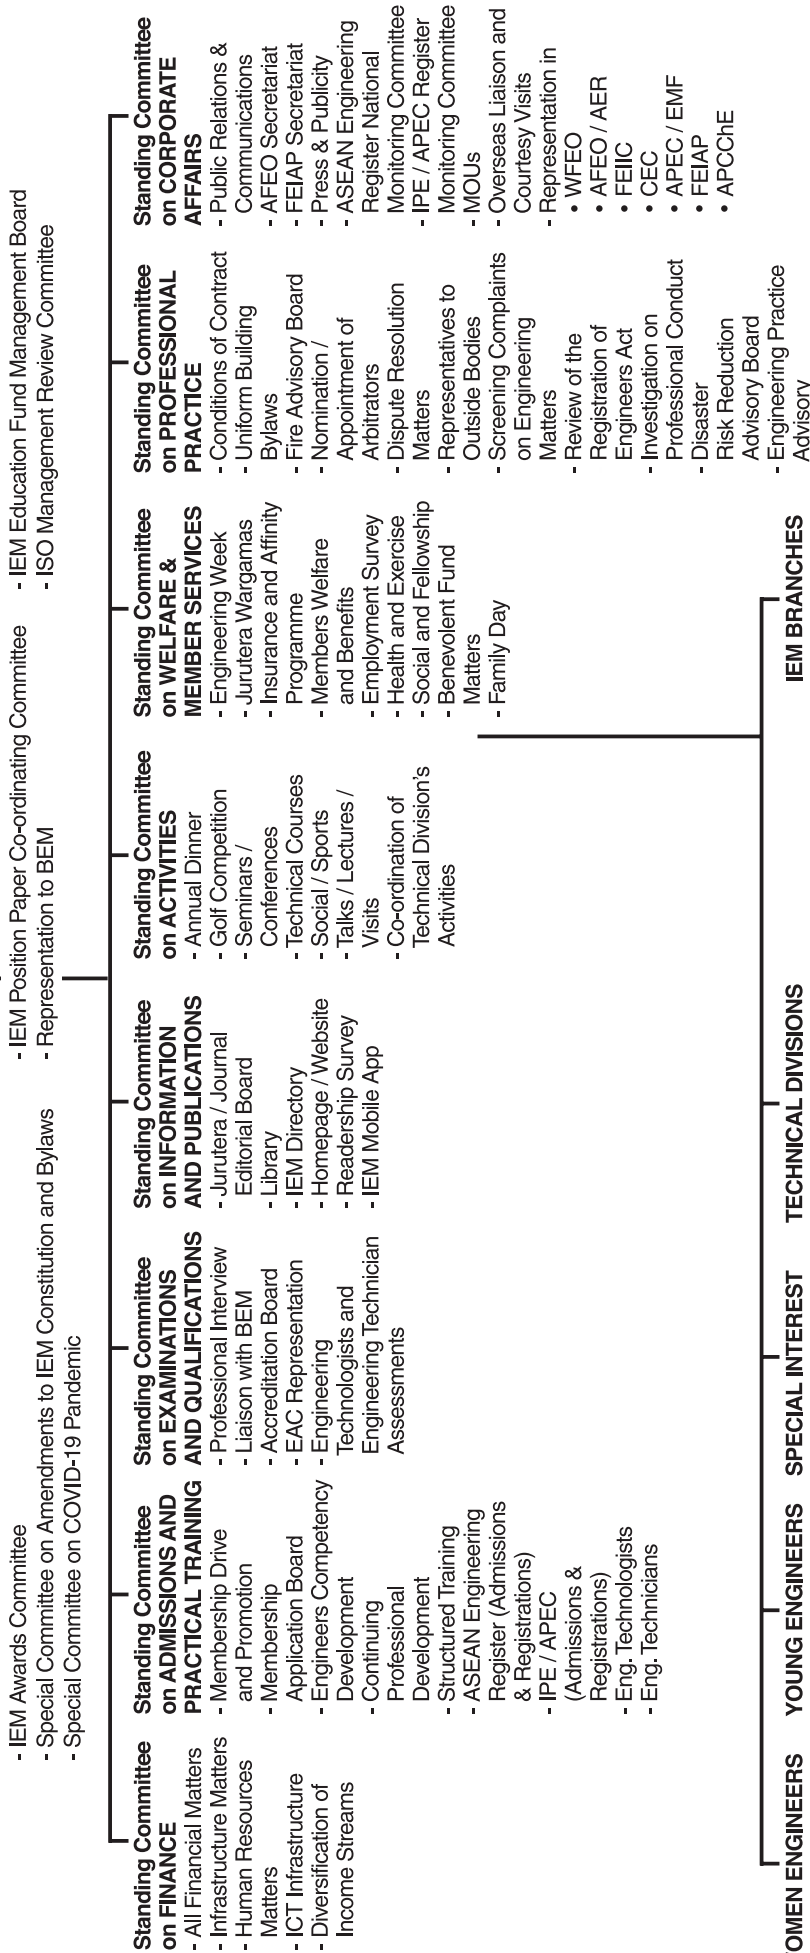 - IEM Awards Committee
- Special Committee on Amendments to IEM Constitution and Bylaws
- Special Committee on COVID-19 Pandemic
- IEM Position Paper Co-ordinating Committee
- Representation to BEM
- IEM Education Fund Management Board
- ISO Management Review Committee
Standing Committee
on FINANCE
- All Financial Matters
- Infrastructure Matters
- Human Resources
Matters
- ICT Infrastructure
- Diversification of
Income Streams
Standing Committee
on ADMISSIONS AND
PRACTICAL TRAINING
- Membership Drive
and Promotion
- Membership
Application Board
- Engineers Competency
Development
- Continuing
Professional
Development
- Structured Training
- ASEAN Engineering
Register (Admissions
& Registrations)
- IPE / APEC
(Admissions &
Registrations)
- Eng. Technologists
- Eng. Technicians
Standing Committee
on EXAMINATIONS
AND QUALIFICATIONS
- Professional Interview
- Liaison with BEM
- Accreditation Board
- EAC Representation
- Engineering
Technologists and
Engineering Technician
Assessments
Standing Committee
on INFORMATION
AND PUBLICATIONS
- Jurutera / Journal
Editorial Board
- Library
- IEM Directory
- Homepage / Website
- Readership Survey
- IEM Mobile App
Standing Committee
on ACTIVITIES
- Annual Dinner
- Golf Competition
- Seminars /
Conferences
- Technical Courses
- Social / Sports
- Talks / Lectures /
Visits
- Co-ordination of
Technical Division's
Activities
Standing Committee
on WELFARE &
MEMBER SERVICES
- Engineering Week
- Jurutera Wargamas
- Insurance and Affinity
Programme
- Members Welfare
and Benefits
- Employment Survey
- Health and Exercise
- Social and Fellowship
- Benevolent Fund
Matters
- Family Day
Standing Committee
on PROFESSIONAL
PRACTICE
- Conditions of Contract
- Uniform Building
Bylaws
- Fire Advisory Board
- Nomination /
Appointment of
Arbitrators
- Dispute Resolution
Matters
- Representatives to
Outside Bodies
- Screening Complaints
on Engineering
Matters
- Review of the
Registration of
Engineers Act
- Investigation on
Professional Conduct
- Disaster
Risk Reduction
Advisory Board
- Engineering Practice
Advisory
Standing Committee
on CORPORATE
AFFAIRS
- Public Relations &
Communications
- AFEO Secretariat
- FEIAP Secretariat
- Press & Publicity
- ASEAN Engineering
Register National
Monitoring Committee
- IPE / APEC Register
Monitoring Committee
- MOUs
- Overseas Liaison and
Courtesy Visits
- Representation in
• WFEO
• AFEO / AER
• FEIIC
• CEC
• APEC / EMF
• FEIAP
• APCChE
OMEN ENGINEERS
YOUNG ENGINEERS
SPECIAL INTEREST
TECHNICAL DIVISIONS
IEM BRANCHES